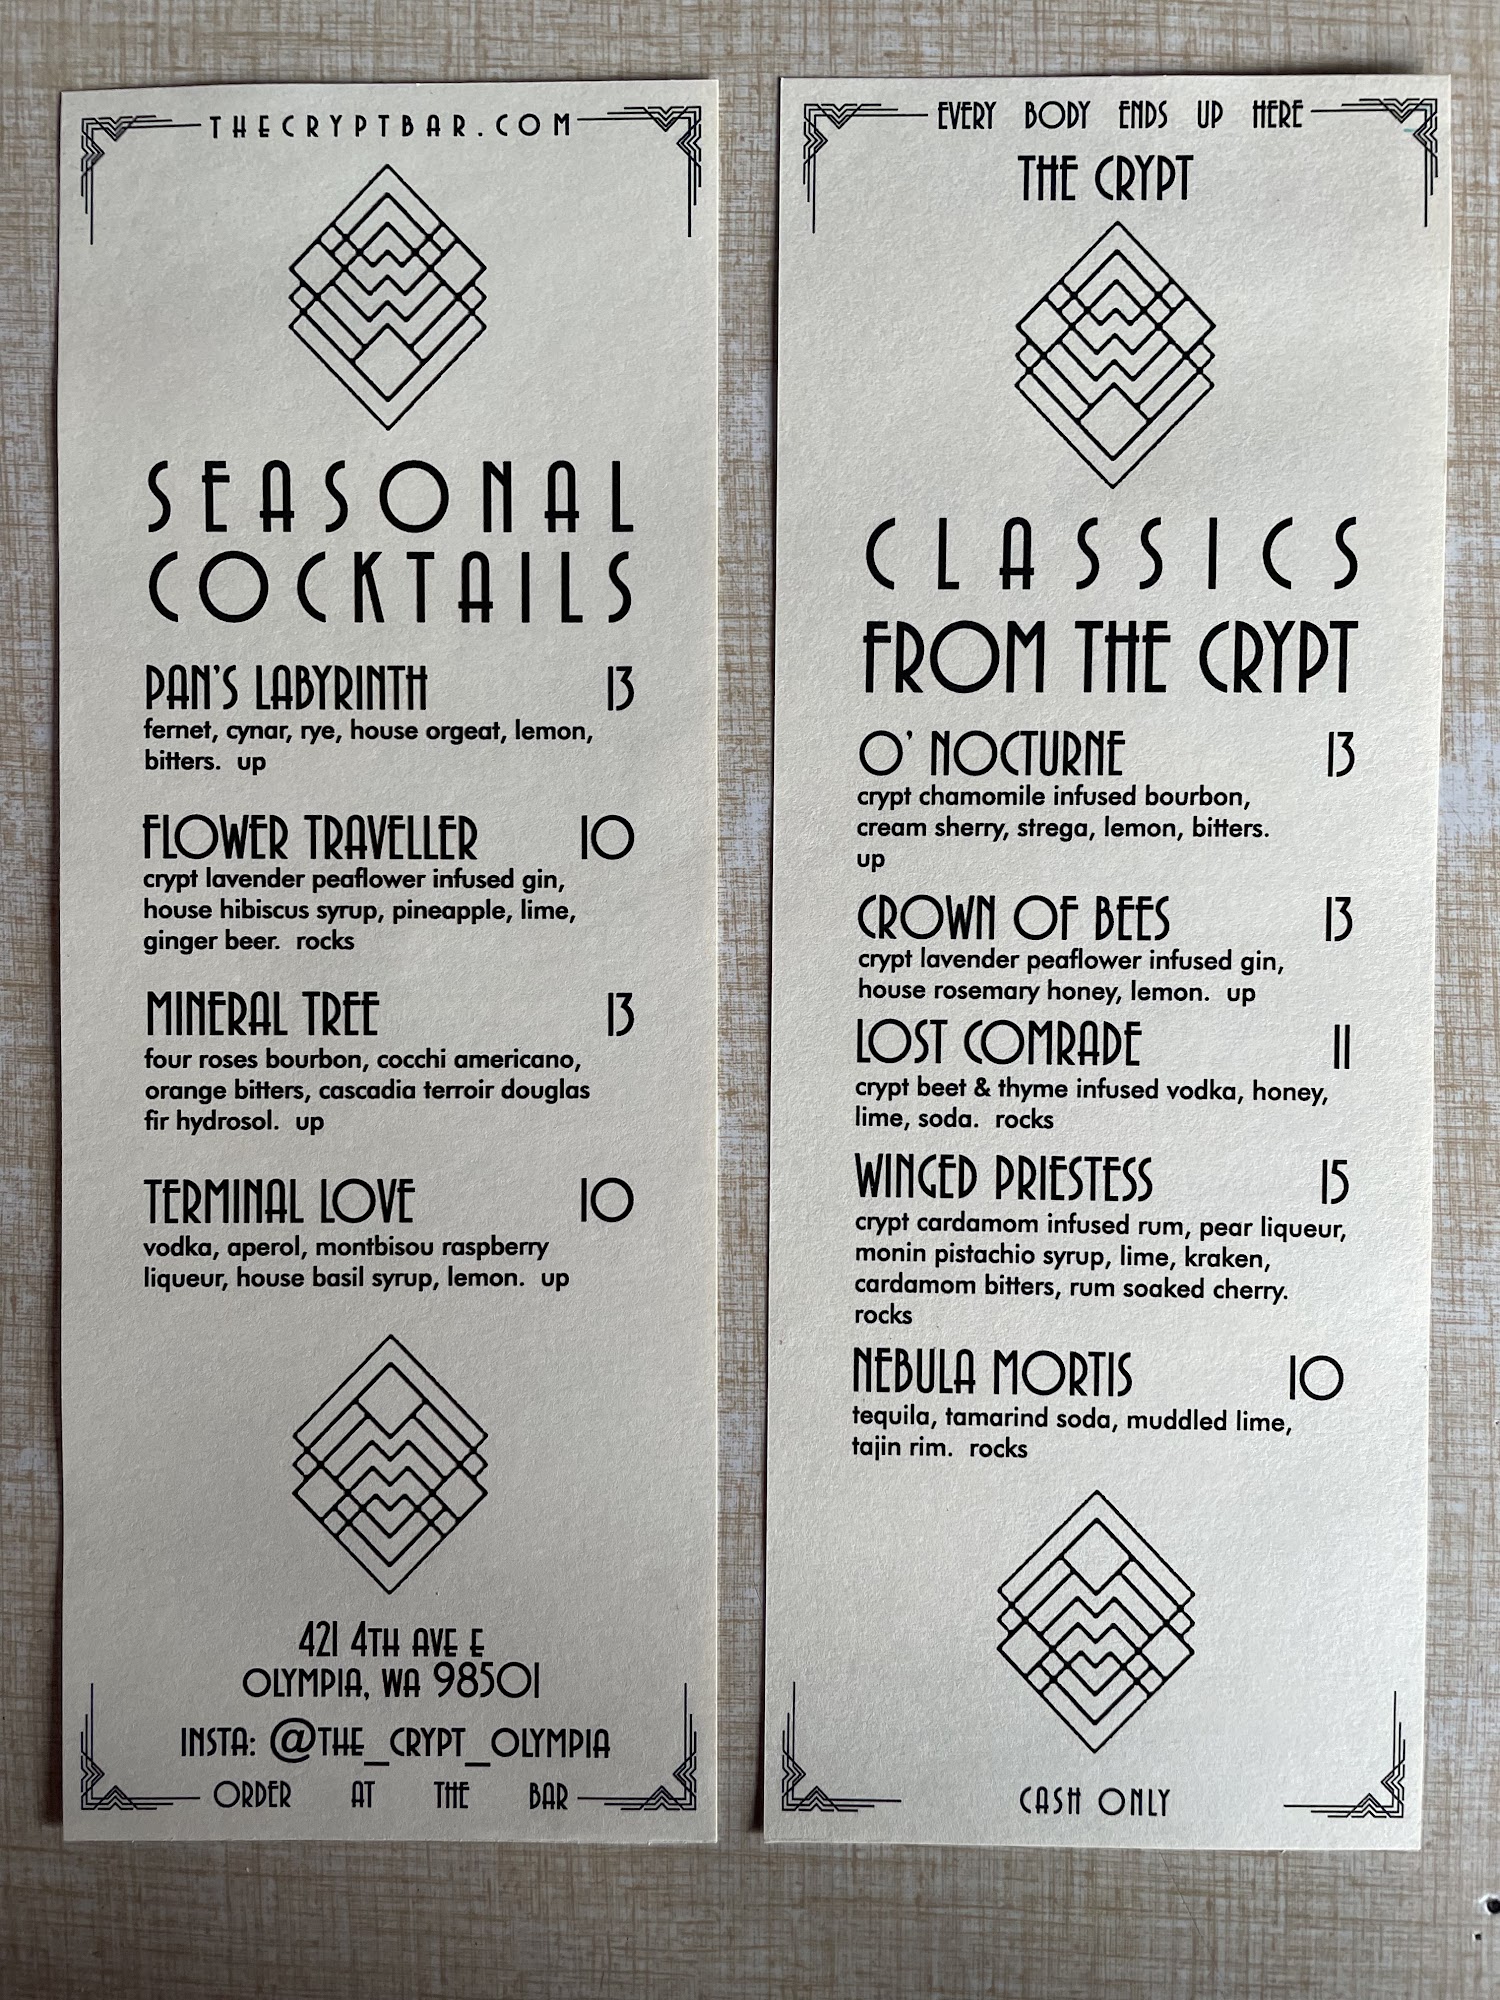 THECRYPTBAR.COM
SEASONAL
COCKTAILS
PAN'S LABYRINTH 13
fernet, cynar, rye, house orgeat, lemon,
bitters. up
FLOWER TRAVELLER 10
crypt lavender peaflower infused gin,
house hibiscus syrup, pineapple, lime,
ginger beer. rocks
MINERAL TREE 13
four roses bourbon, cocchi americano,
orange bitters, cascadia terroir douglas
fir hydrosol. up
TERMINAL LOVE 10
vodka, aperol, montbisou raspberry
liqueur, house basil syrup, lemon. up
421 4TH AVE E
OLYMPIA, WA 98501
INSTA: @THE_CRYPT_OLYMPIA
ORDER AT THE BAR
EVERY BODY ENDS UP HERE
THE CRYPT
CLASSICS
FROM THE CRYPT
O' NOCTURNE 13
crypt chamomile infused bourbon,
cream sherry, strega, lemon, bitters.
up
CROWN OF BEES 13
crypt lavender peaflower infused gin,
house rosemary honey, lemon. up
LOST COMRADE 11
crypt beet & thyme infused vodka, honey,
lime, soda. rocks
WINGED PRIESTESS 15
crypt cardamom infused rum, pear liqueur,
monin pistachio syrup, lime, kraken,
cardamom bitters, rum soaked cherry.
rocks
NEBULA MORTIS 10
tequila, tamarind soda, muddled lime,
tajin rim. rocks
CASH ONLY